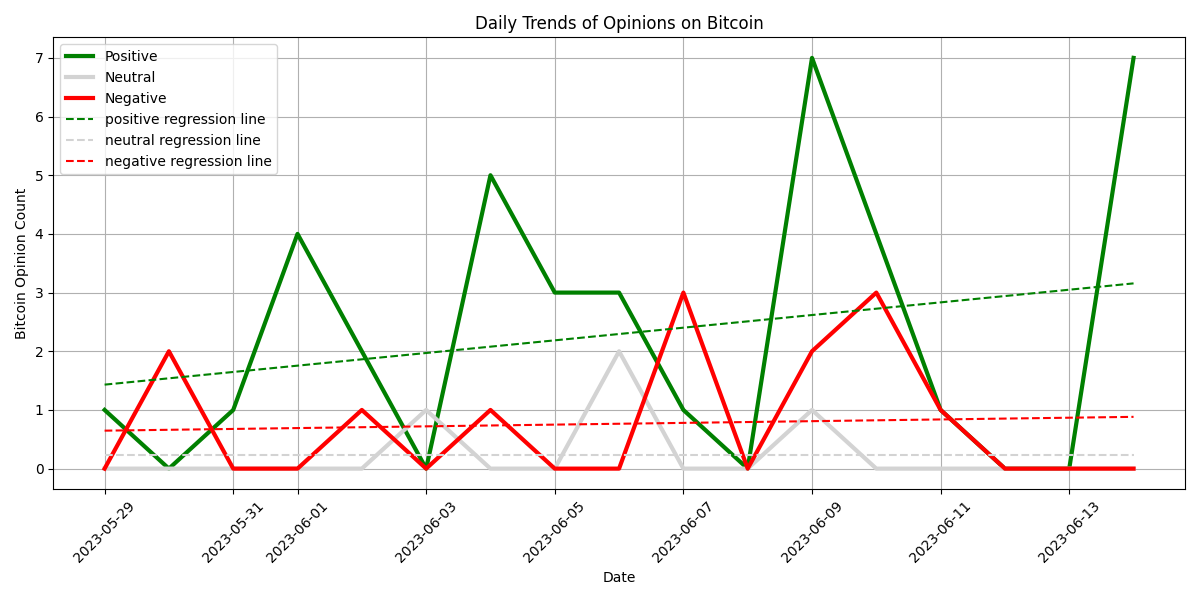 Daily Trends of Opinions on Bitcoin
Positive
Neutral
Negative
positive regression line
neutral regression line
negative regression line
Bitcoin Opinion Count
7
6
5
4
3
2
1
0
2023-05-29
2023-05-31
2023-06-01
2023-06-03
2023-06-05
2023-06-07
2023-06-09
2023-06-11
2023-06-13
Date